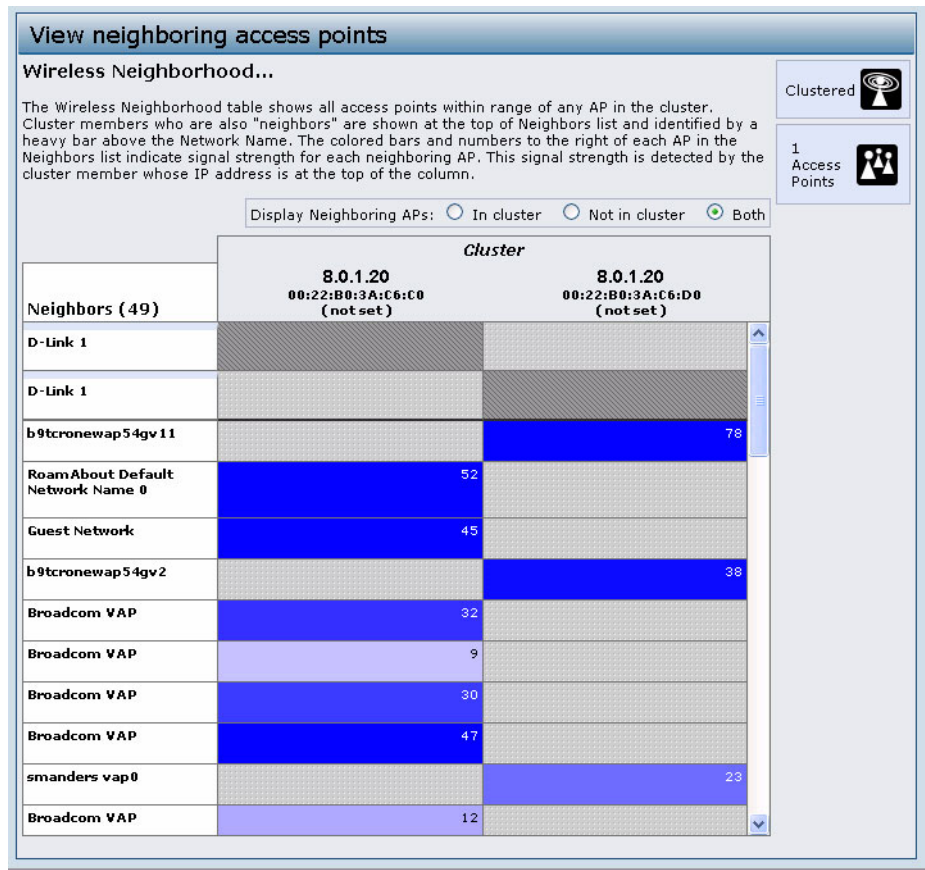 View neighboring access points
Wireless Neighborhood...
The Wireless Neighborhood table shows all access points within range of any AP in the cluster.
Cluster members who are also "neighbors" are shown at the top of Neighbors list and identified by a
heavy bar above the Network Name. The colored bars and numbers to the right of each AP in the
Neighbors list indicate signal strength for each neighboring AP. This signal strength is detected by the
cluster member whose IP address is at the top of the column.
Clustered
1
Access
Points
Display Neighboring APs: In cluster Not in cluster Both
Cluster
Neighbors (49)
8.0.1.20
00:22:B0:3A:C6:C0
(not set)
8.0.1.20
00:22:B0:3A:C6:D0
(not set)
D-Link 1
D-Link 1
b9tcronewap54gv11 78
RoamAbout Default 52
Network Name 0
Guest Network 45
b9tcronewap54gv2 38
Broadcom VAP 32
Broadcom VAP 9
Broadcom VAP 30
Broadcom VAP 47
smanders vap0 23
Broadcom VAP 12